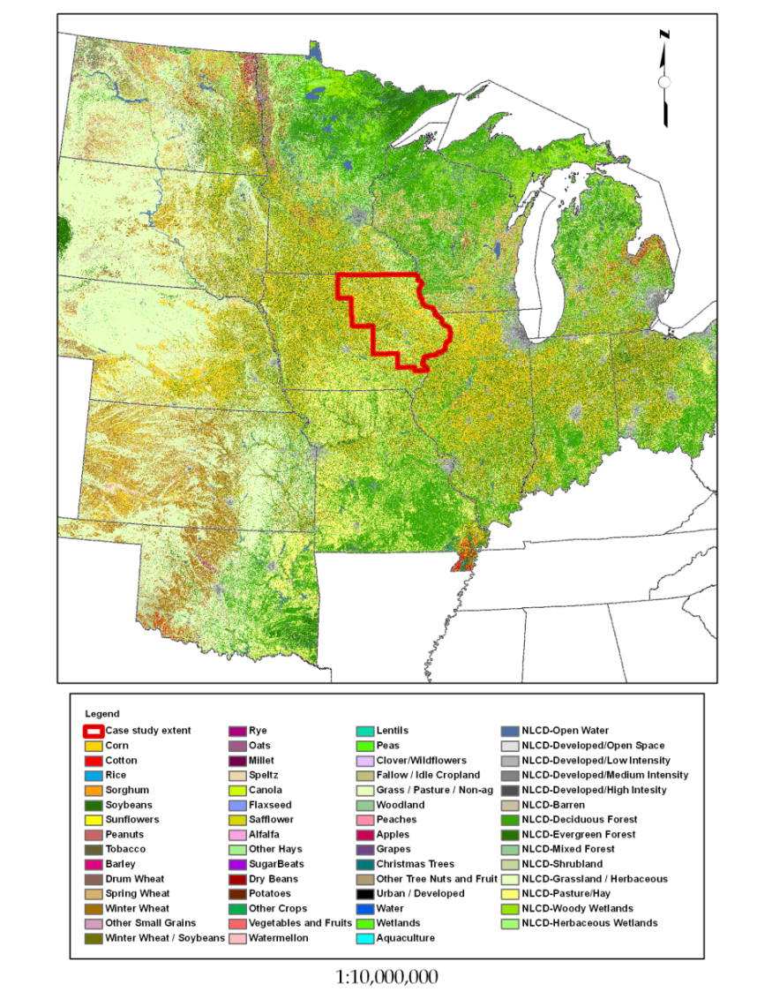 N
Legend
Case study extent
Corn
Cotton
Rice
Sorghum
Soybeans
Sunflowers
Peanuts
Tobacco
Barley
Drum Wheat
Spring Wheat
Winter Wheat
Other Small Grains
Winter Wheat / Soybeans
Rye
Oats
Millet
Speltz
Canola
Flaxseed
Safflower
Alfalfa
Other Hays
SugarBeats
Dry Beans
Potatoes
Other Crops
Vegetables and Fruits
Watermellon
Lentils
Peas
Clover/Wildflowers
Fallow / Idle Cropland
Grass / Pasture / Non-ag
Woodland
Peaches
Apples
Grapes
Christmas Trees
Other Tree Nuts and Fruit
Urban / Developed
Water
Wetlands
Aquaculture
NLCD-Open Water
NLCD-Developed/Open Space
NLCD-Developed/Low Intensity
NLCD-Developed/Medium Intensity
NLCD-Developed/High Intesity
NLCD-Barren
NLCD-Deciduous Forest
NLCD-Evergreen Forest
NLCD-Mixed Forest
NLCD-Shrubland
NLCD-Grassland / Herbaceous
NLCD-Pasture/Hay
NLCD-Woody Wetlands
NLCD-Herbaceous Wetlands
1:10,000,000